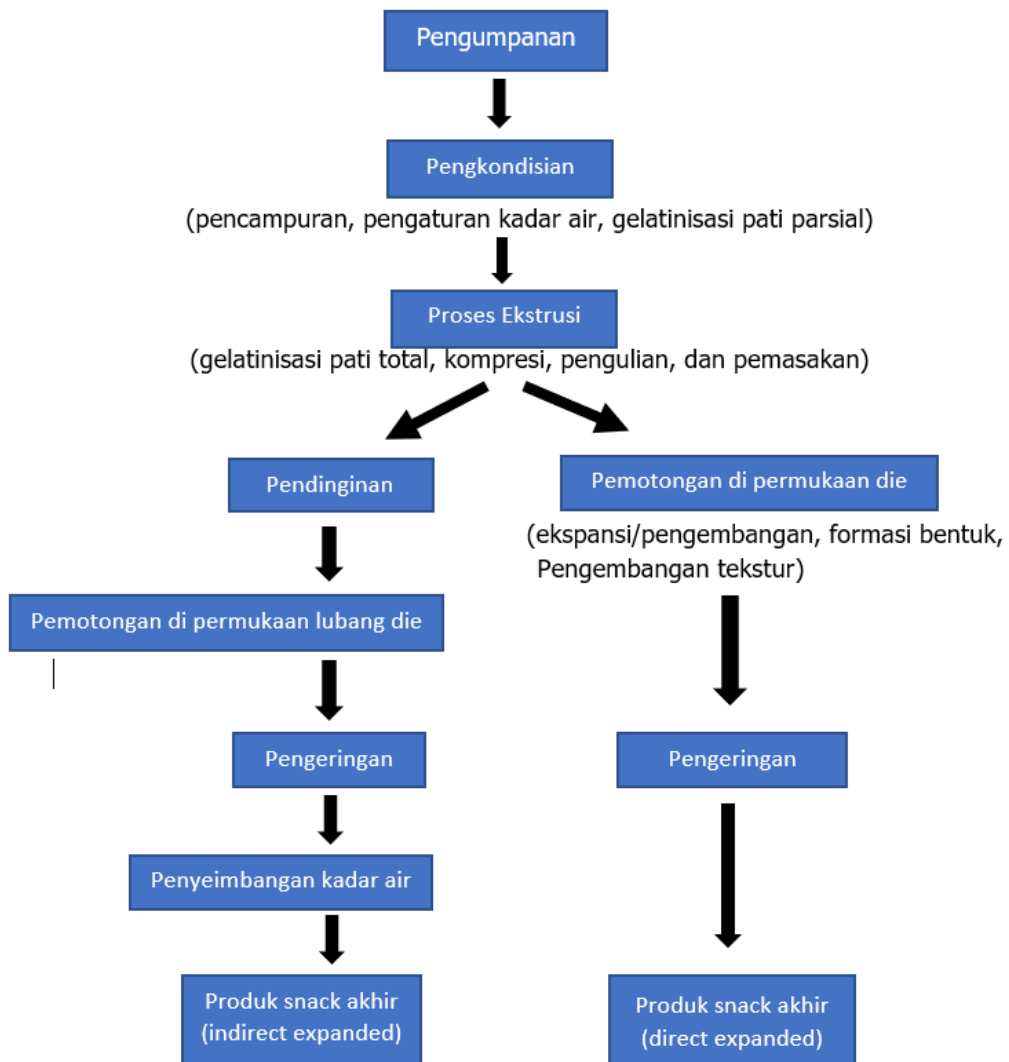 Pengumpanan
Pengkondisian
(pencampuran, pengaturan kadar air, gelatinisasi pati parsial)
Proses Ekstrusi
(gelatinisasi pati total, kompresi, pengulian, dan pemasakan)
Pendinginan
Pemotongan di permukaan lubang die
Pengeringan
Penyeimbangan kadar air
Produk snack akhir
(indirect expanded)
Pemotongan di permukaan die
(ekspansi/pengembangan, formasi bentuk,
Pengembangan tekstur)
Pengeringan
Produk snack akhir
(direct expanded)